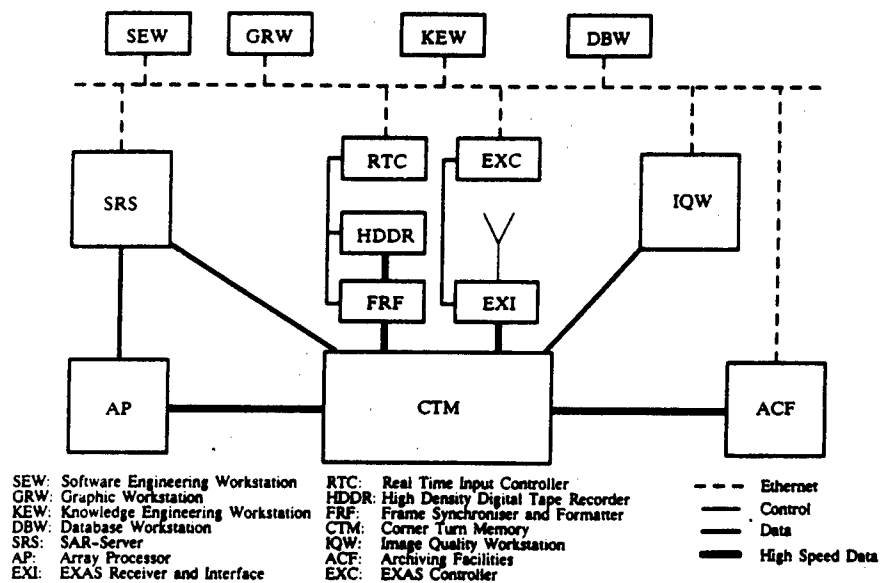 SEW GRW KEW DBW
RTC EXC
SRS IQW
HDDR
FRF EXI
AP CTM ACF
SEW: Software Engineering Workstation
GRW: Graphic Workstation
KEW: Knowledge Engineering Workstation
DBW: Database Workstation
SRS: SAR-Server
AP: Array Processor
EXI: EXAS Receiver and Interface
RTC: Real Time Input Controller
HDDR: High Density Digital Tape Recorder
FRF: Frame Synchroniser and Formatter
CTM: Corner Turn Memory
IQW: Image Quality Workstation
ACF: Archiving Facilities
EXC: EXAS Controller
Ethernet
Control
Data
High Speed Data